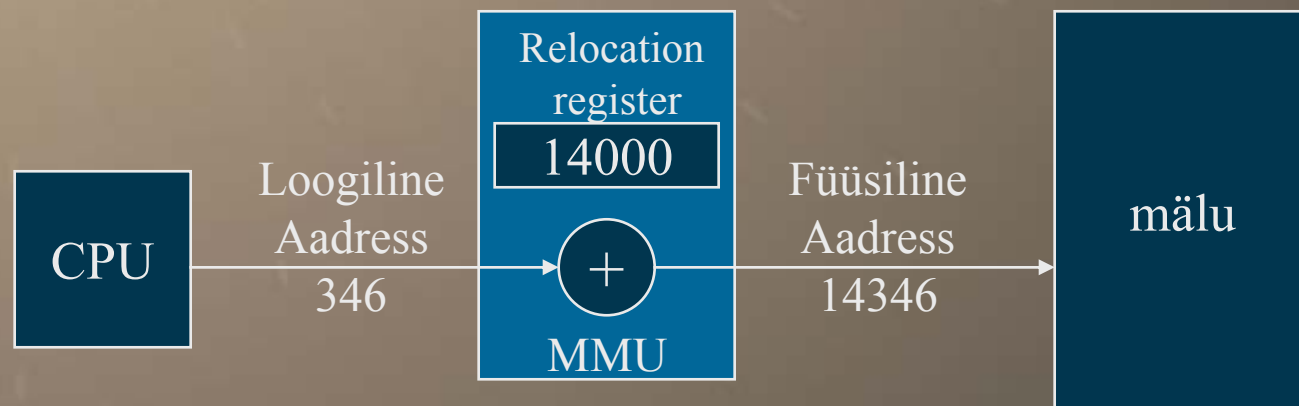 CPU
Loogiline
Aadress
346
Relocation
register
14000
+
MMU
Füüsiline
Aadress
14346
mälu